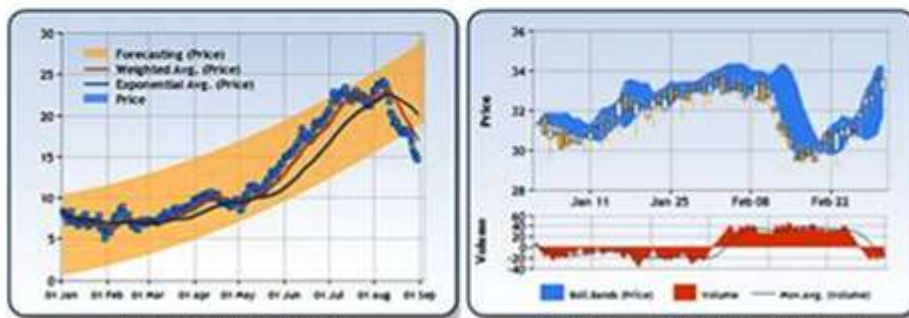 30
25
20
15
10
5
0
Forecasting (Price)
Weighted Avg. (Price)
Exponential Avg. (Price)
Price
01 Jan 01 Feb 01 Mar 01 Apr 01 May 01 Jun 01 Jul 01 Aug 01 Sep
36
34
32
30
28
Price
Jan 11 Jan 25 Feb 08 Feb 22
Volume
Boll.Bands (Price) Volume Mov.Avg. (Volume)